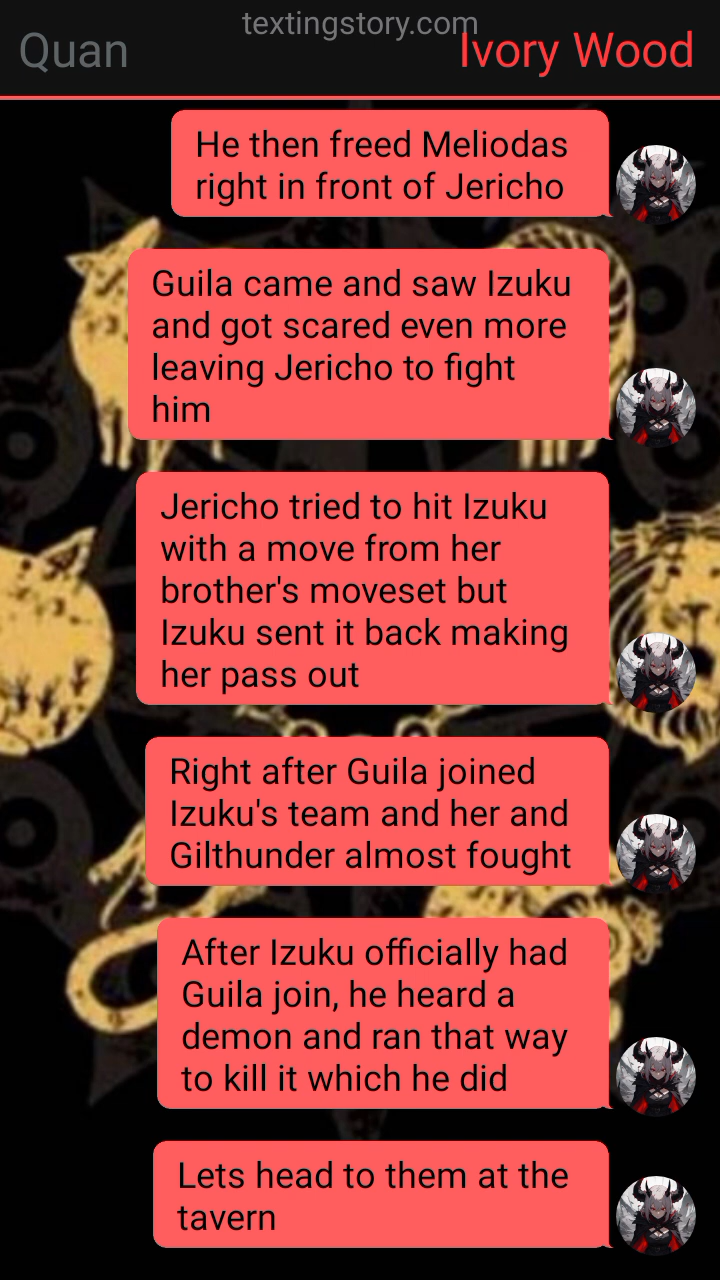 textingstory.com
Quan
Ivory Wood
He then freed Meliodas
right in front of Jericho
Guila came and saw Izuku
and got scared even more
leaving Jericho to fight
him
Jericho tried to hit Izuku
with a move from her
brother's moveset but
Izuku sent it back making
her pass out
Right after Guila joined
Izuku's team and her and
Gilthunder almost fought
After Izuku officially had
Guila join, he heard a
demon and ran that way
to kill it which he did
Lets head to them at the
tavern